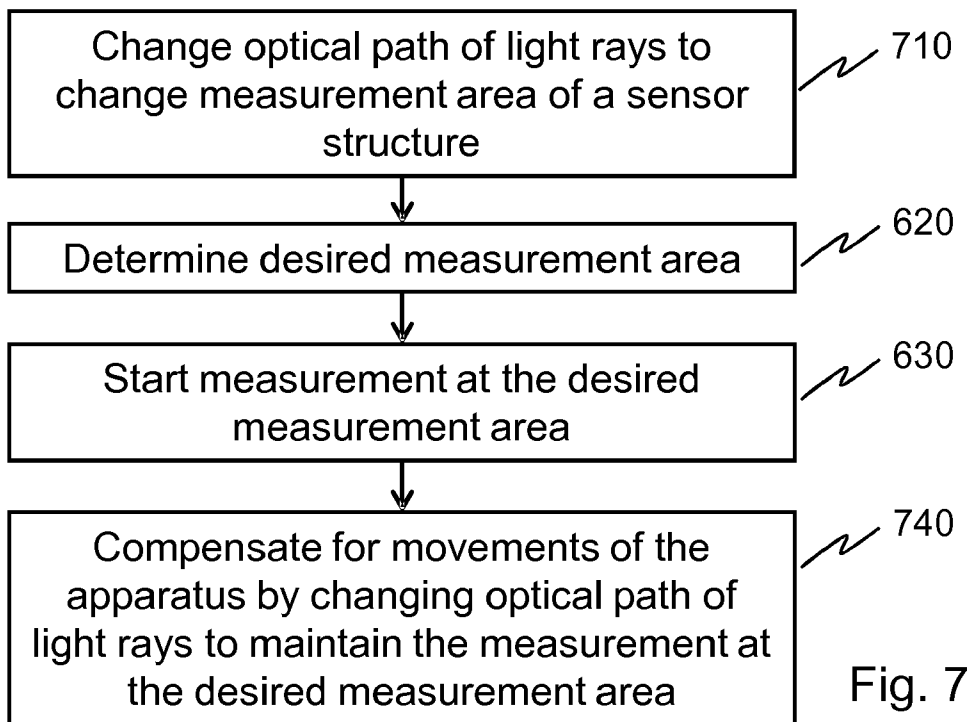 Change optical path of light rays to
change measurement area of a sensor
structure
710
Determine desired measurement area
620
Start measurement at the desired
measurement area
630
Compensate for movements of the
apparatus by changing optical path of
light rays to maintain the measurement at
the desired measurement area
740
Fig. 7